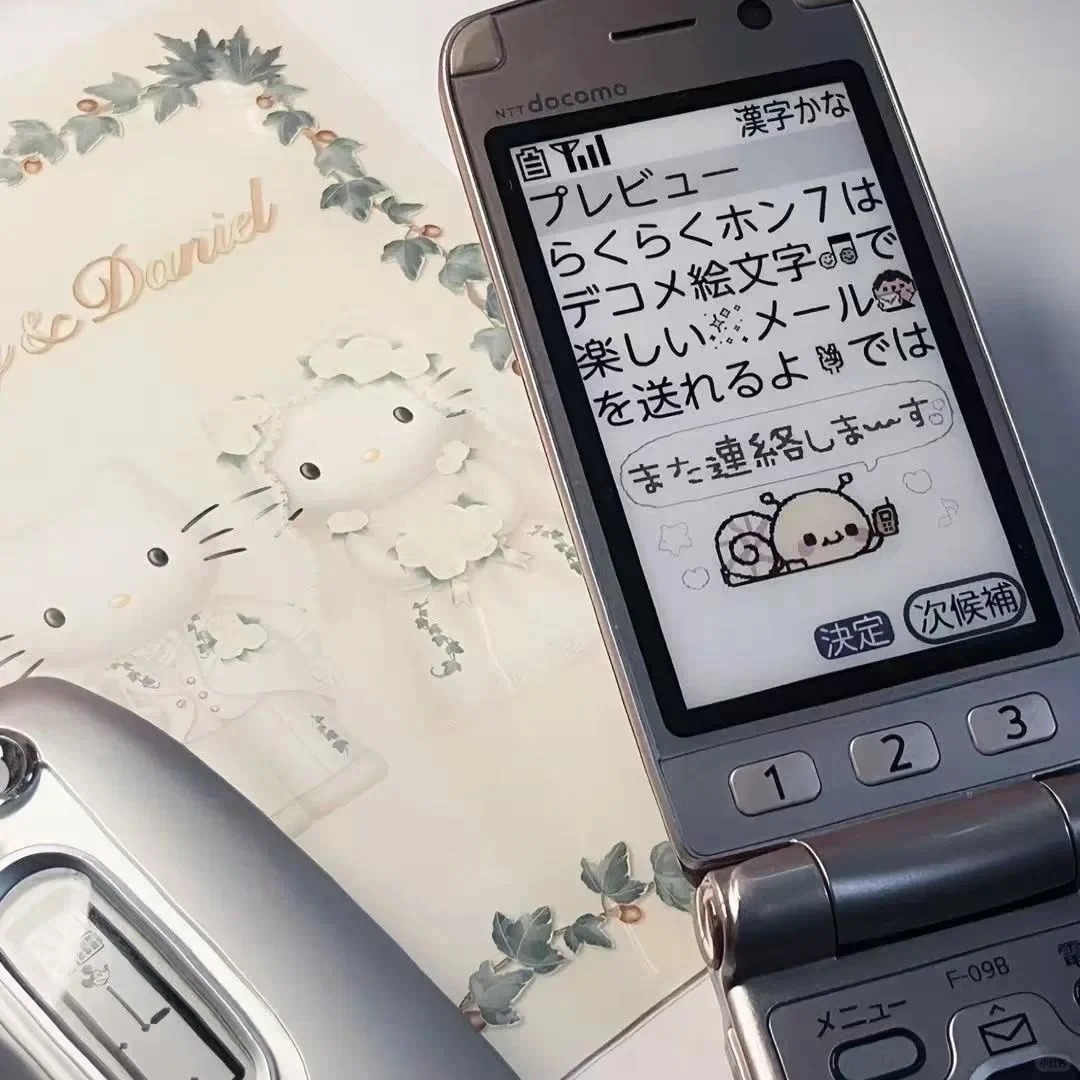 & Daniel
NTT docomo
漢字かな
プレビュー
らくらくホン7は
デコメ絵文字で
楽しいメール
を送れるよ では
また連絡しま〜す
決定
次候補
1
2
3
F-09B
メニュー
電